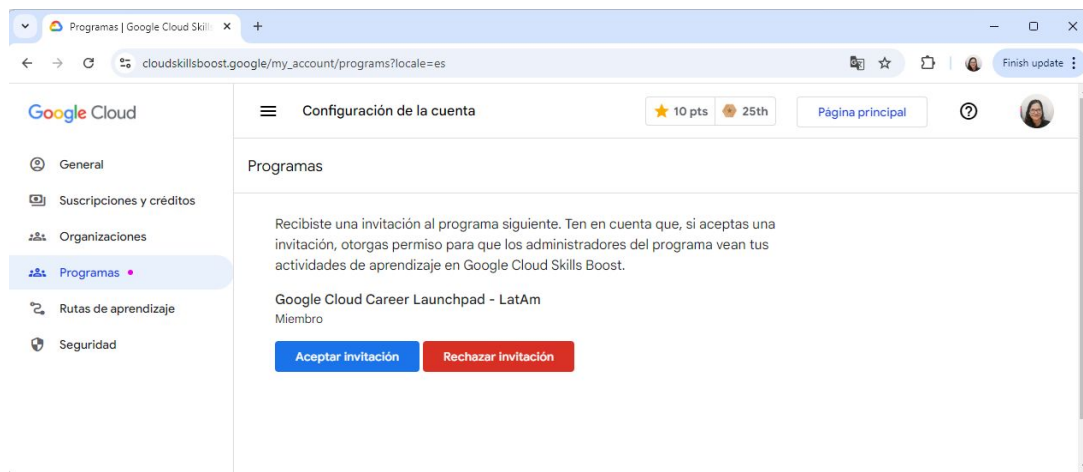 Programas | Google Cloud Skill
cloudskillsboost.google/my_account/programs?locale=es
Finish update
Google Cloud
Configuración de la cuenta
10 pts
25th
Página principal
General
Suscripciones y créditos
Organizaciones
Programas
Rutas de aprendizaje
Seguridad
Programas
Recibiste una invitación al programa siguiente. Ten en cuenta que, si aceptas una
invitación, otorgas permiso para que los administradores del programa vean tus
actividades de aprendizaje en Google Cloud Skills Boost.
Google Cloud Career Launchpad - LatAm
Miembro
Aceptar invitación
Rechazar invitación